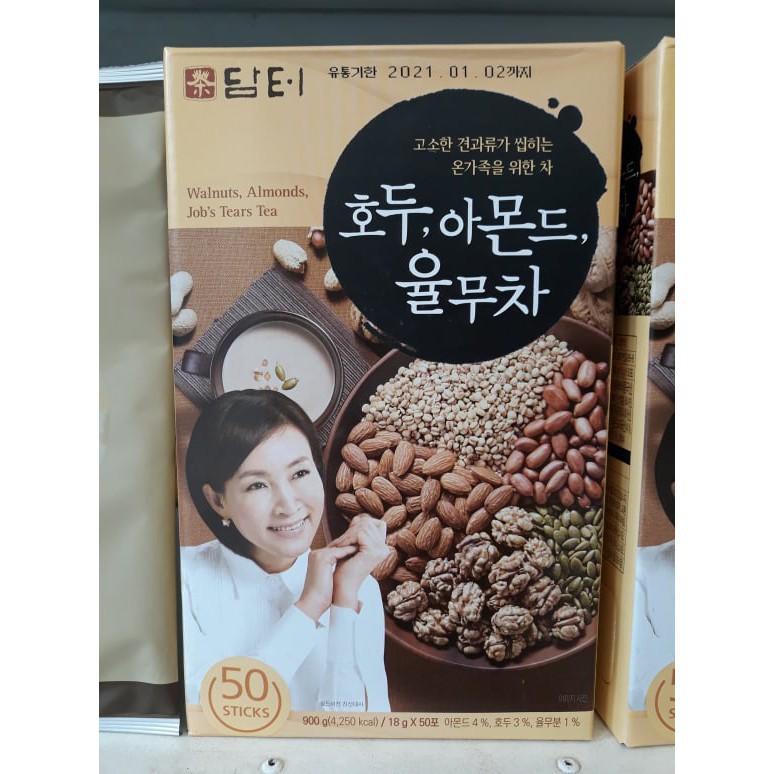 茶 담터
유통기한 2021.01.02까지
고소한 견과류가 씹히는
온가족을 위한 차
Walnuts, Almonds,
Job's Tears Tea
호두, 아몬드,
율무차
50
STICKS
900 g(4,250 kcal) / 18 g X 50포 아몬드 4%, 호두 3%, 율무분 1%